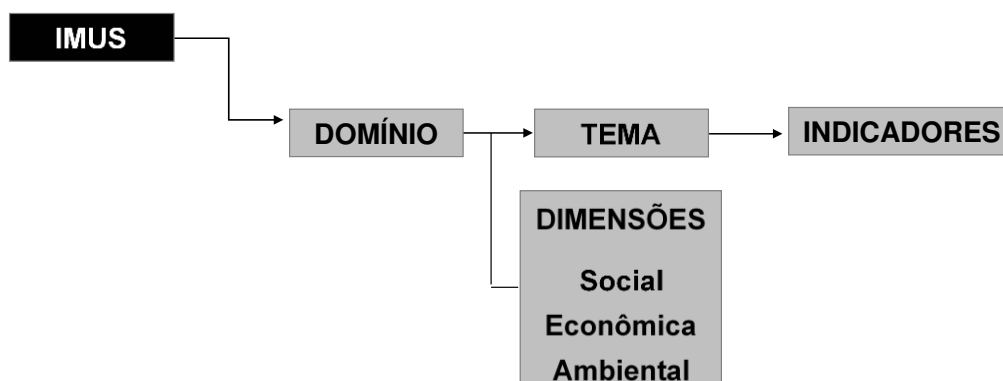 IMUS
DOMÍNIO
TEMA
INDICADORES
DIMENSÕES
Social
Econômica
Ambiental